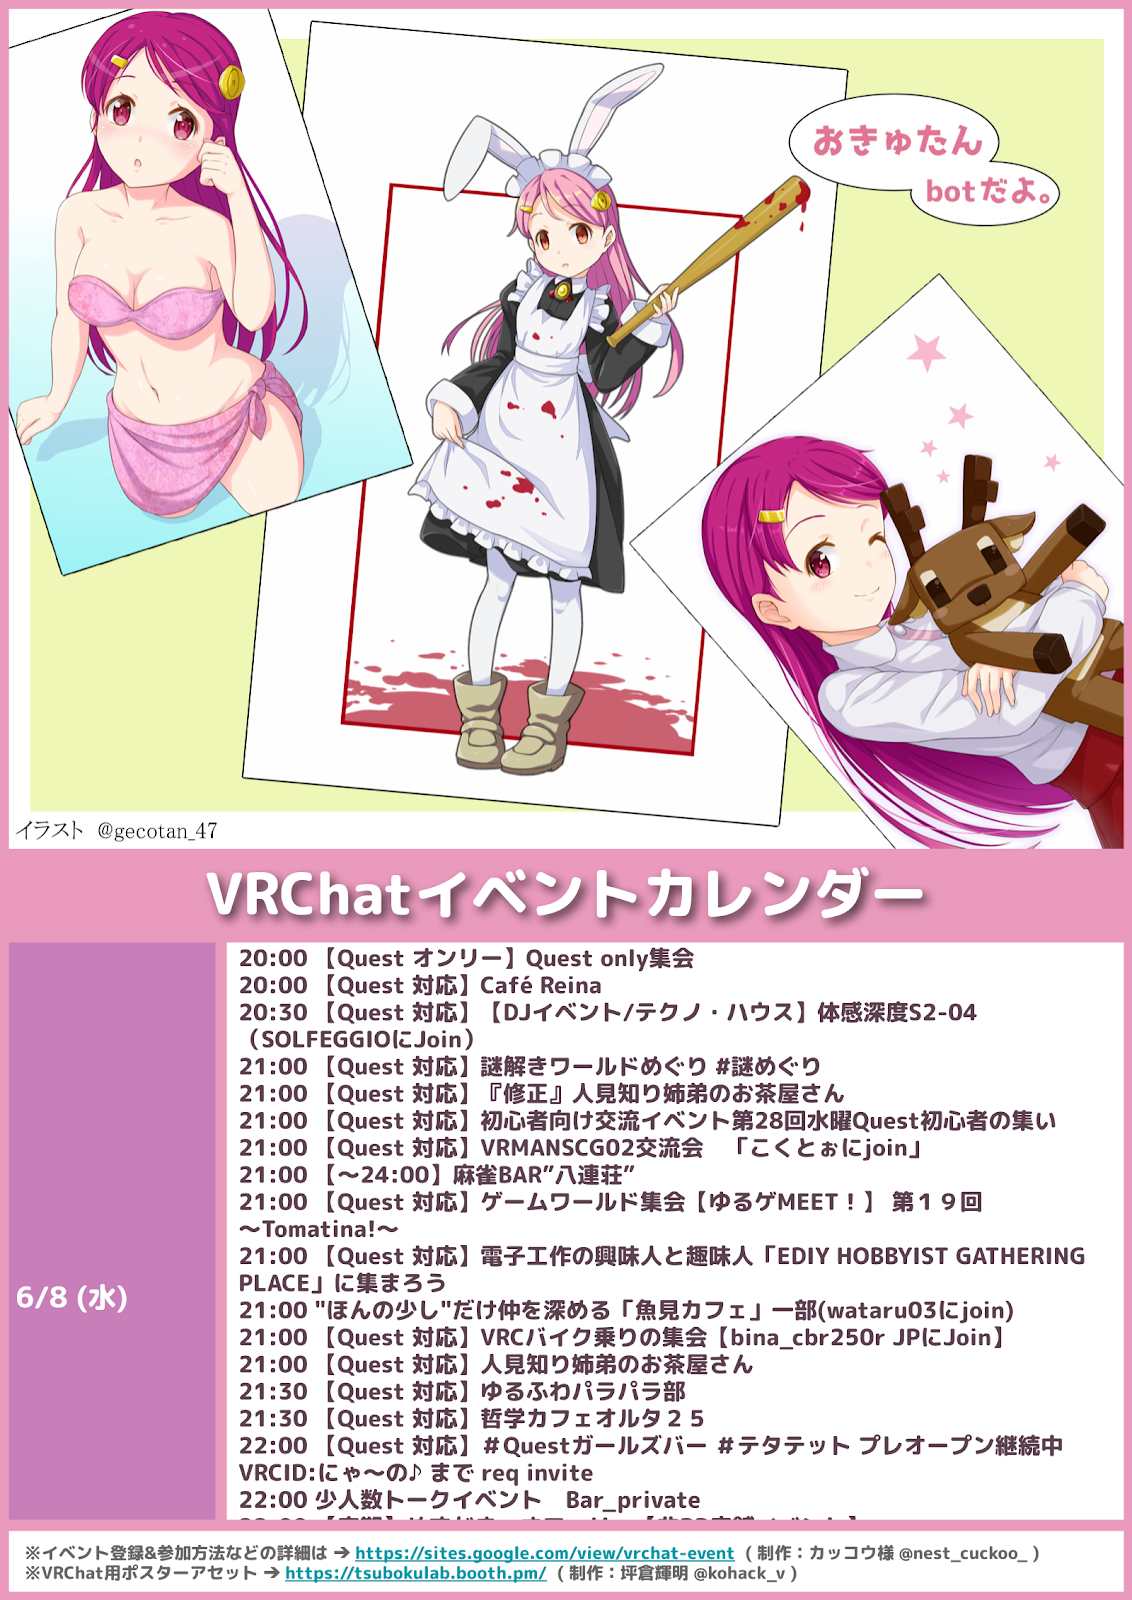 おきゅたん
botだよ。
イラスト @gecotan_47
VRChatイベントカレンダー
6/8 (水)
20:00 【Quest オンリー】Quest only集会
20:00 【Quest 対応】Café Reina
20:30 【Quest 対応】【DJイベント/テクノ・ハウス】体感深度S2-04
（SOLFEGGIOにJoin）
21:00 【Quest 対応】謎解きワールドめぐり #謎めぐり
21:00 【Quest 対応】『修正』人見知り姉弟のお茶屋さん
21:00 【Quest 対応】初心者向け交流イベント第28回水曜Quest初心者の集い
21:00 【Quest 対応】VRMANSCG02交流会　「こくとぉにjoin」
21:00 【～24:00】麻雀BAR”八連荘”
21:00 【Quest 対応】ゲームワールド集会【ゆるゲMEET！】 第１９回
～Tomatina!～
21:00 【Quest 対応】電子工作の興味人と趣味人「EDIY HOBBYIST GATHERING
PLACE」に集まろう
21:00 "ほんの少し"だけ仲を深める「魚見カフェ」一部(wataru03にjoin)
21:00 【Quest 対応】VRCバイク乗りの集会【bina_cbr250r JPにJoin】
21:00 【Quest 対応】人見知り姉弟のお茶屋さん
21:30 【Quest 対応】ゆるふわパラパラ部
21:30 【Quest 対応】哲学カフェオルタ２５
22:00 【Quest 対応】＃Questガールズバー ＃テタテット プレオープン継続中
VRCID:にゃ～の♪ まで req invite
22:00 少人数トークイベント　Bar_private
※イベント登録&参加方法などの詳細は ➔ https://sites.google.com/view/vrchat-event （ 制作：カッコウ様 @nest_cuckoo_ ）
※VRChat用ポスターアセット ➔ https://tsubokulab.booth.pm/ （ 制作：坪倉輝明 @kohack_v ）